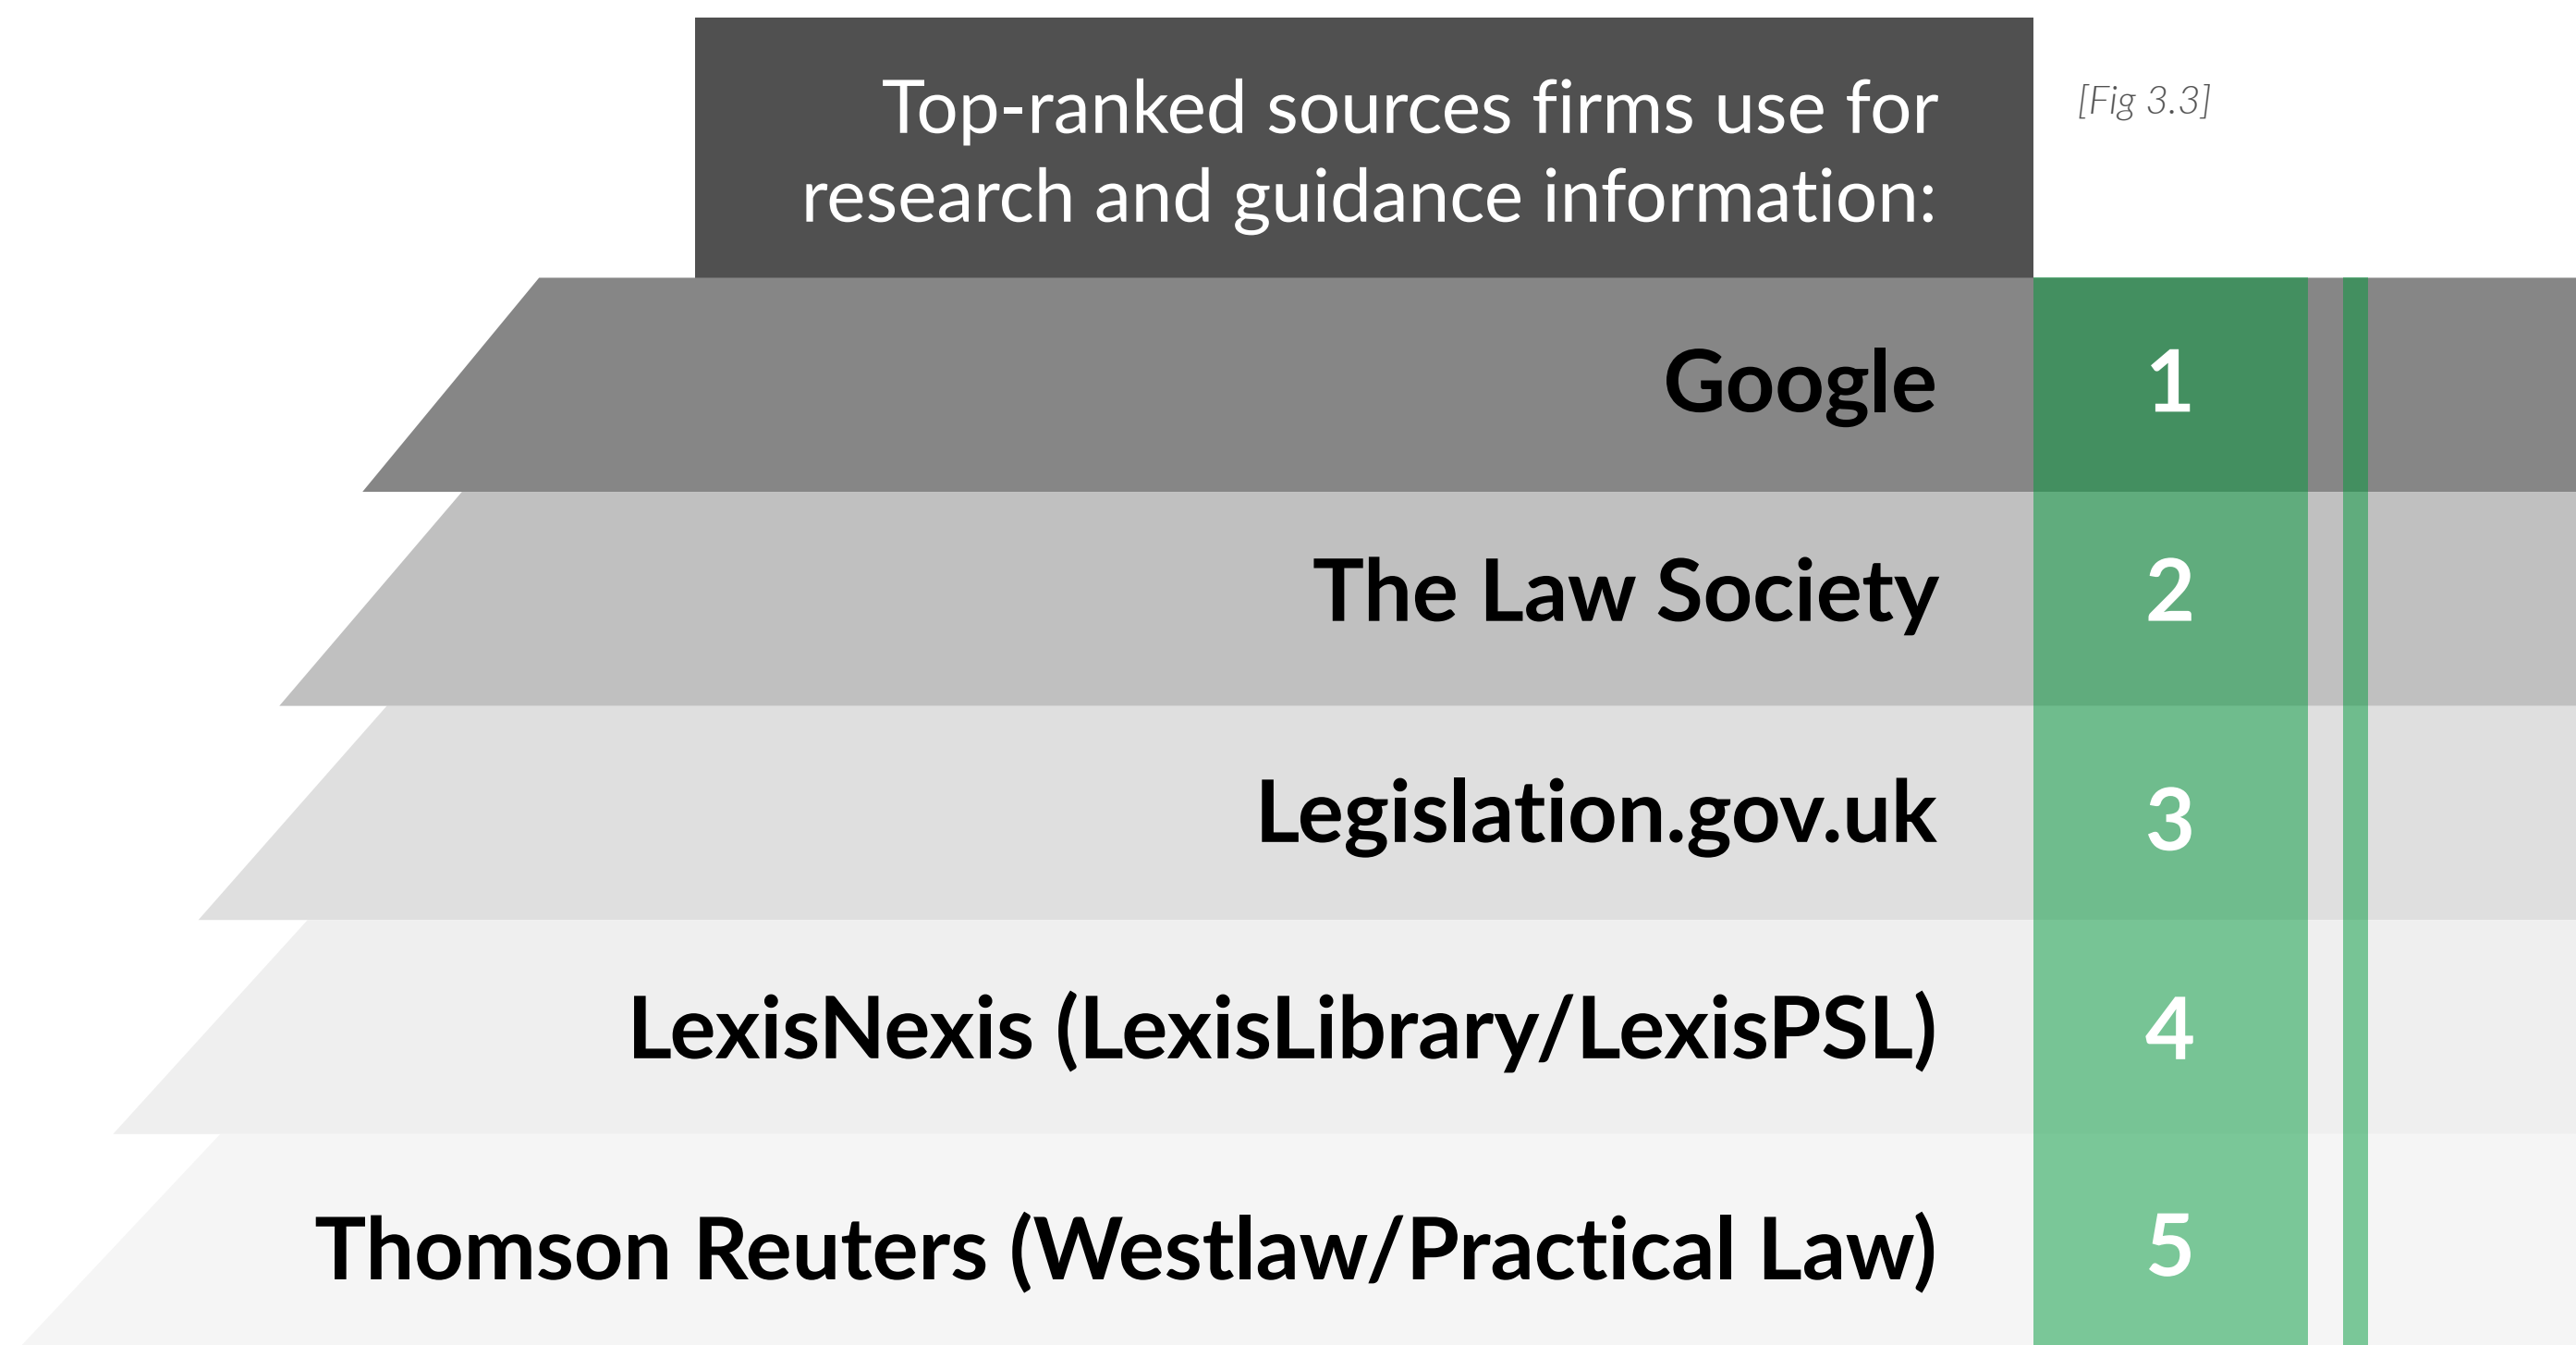 Top-ranked sources firms use for
research and guidance information:
[Fig 3.3]
Google 1
The Law Society 2
Legislation.gov.uk 3
LexisNexis (LexisLibrary/LexisPSL) 4
Thomson Reuters (Westlaw/Practical Law) 5